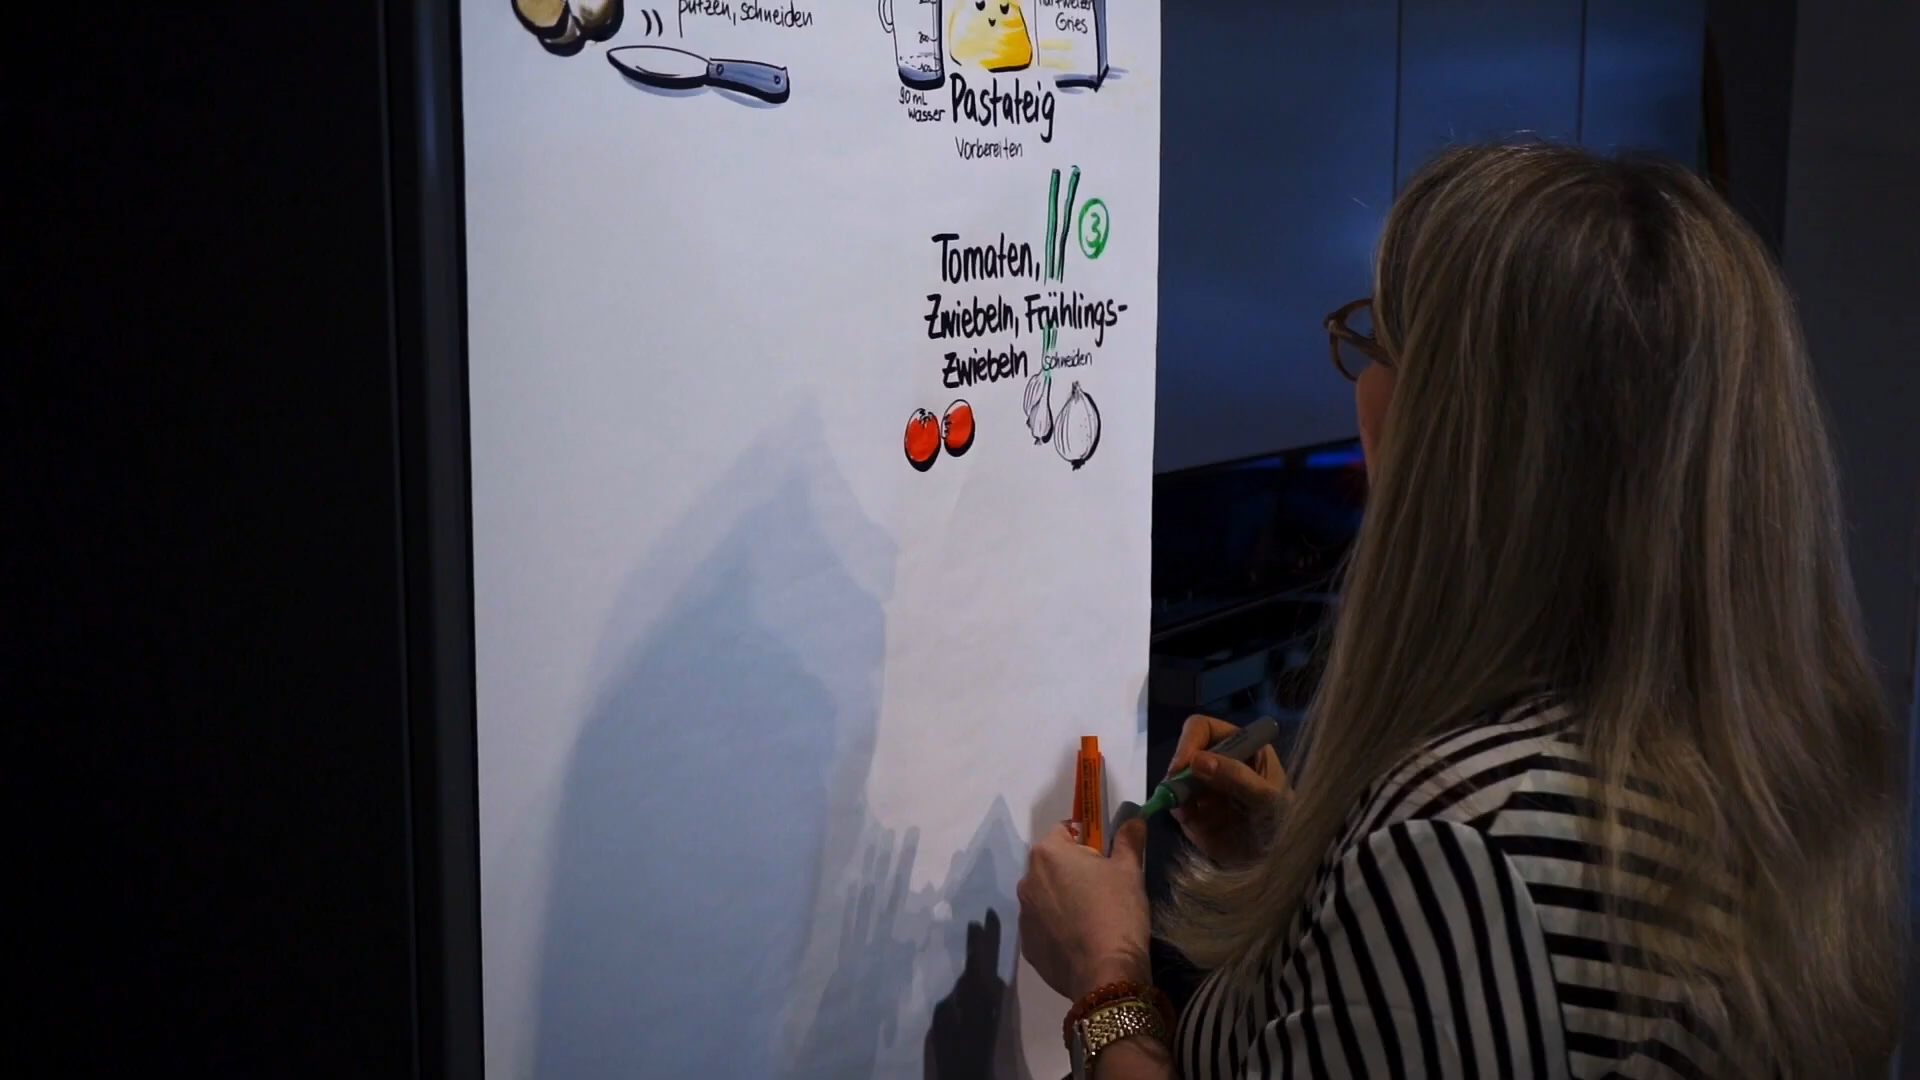 putzen, schneiden
Gries
90 mL
Wasser
Pastateig
Vorbereiten
3
Tomaten,
Zwiebeln, Frühlings-
Zwiebeln schneiden